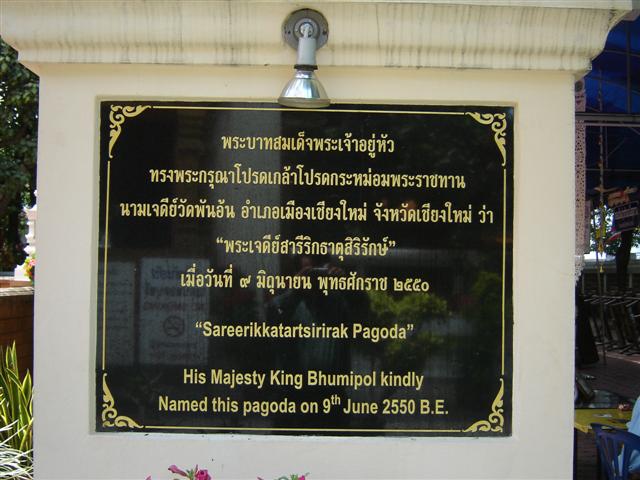 พระบาทสมเด็จพระเจ้าอยู่หัว
ทรงพระกรุณาโปรดเกล้าโปรดกระหม่อมพระราชทาน
นามเจดีย์วัดพันอ้น อำเภอเมืองเชียงใหม่ จังหวัดเชียงใหม่ ว่า
“พระเจดีย์สารีริกธาตุสิริรักษ์”
เมื่อวันที่ ๙ มิถุนายน พุทธศักราช ๒๕๕๐
“Sareerikkatartsirirak Pagoda”
His Majesty King Bhumipol kindly
Named this pagoda on 9th June 2550 B.E.